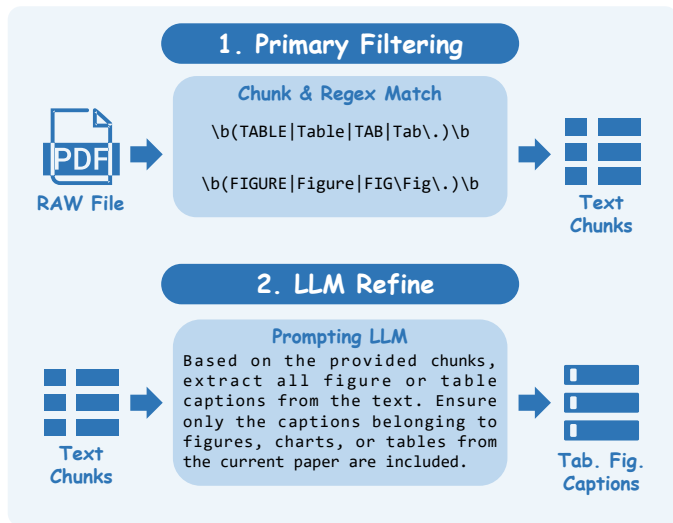 1. Primary Filtering
Chunk & Regex Match
\b(TABLE|Table|TAB|Tab\.)\b
\b(FIGURE|Figure|FIG\Fig\.)\b
PDF
RAW File
Text
Chunks
2. LLM Refine
Prompting LLM
Based on the provided chunks,
extract all figure or table
captions from the text. Ensure
only the captions belonging to
figures, charts, or tables from
the current paper are included.
Text
Chunks
Tab. Fig.
Captions